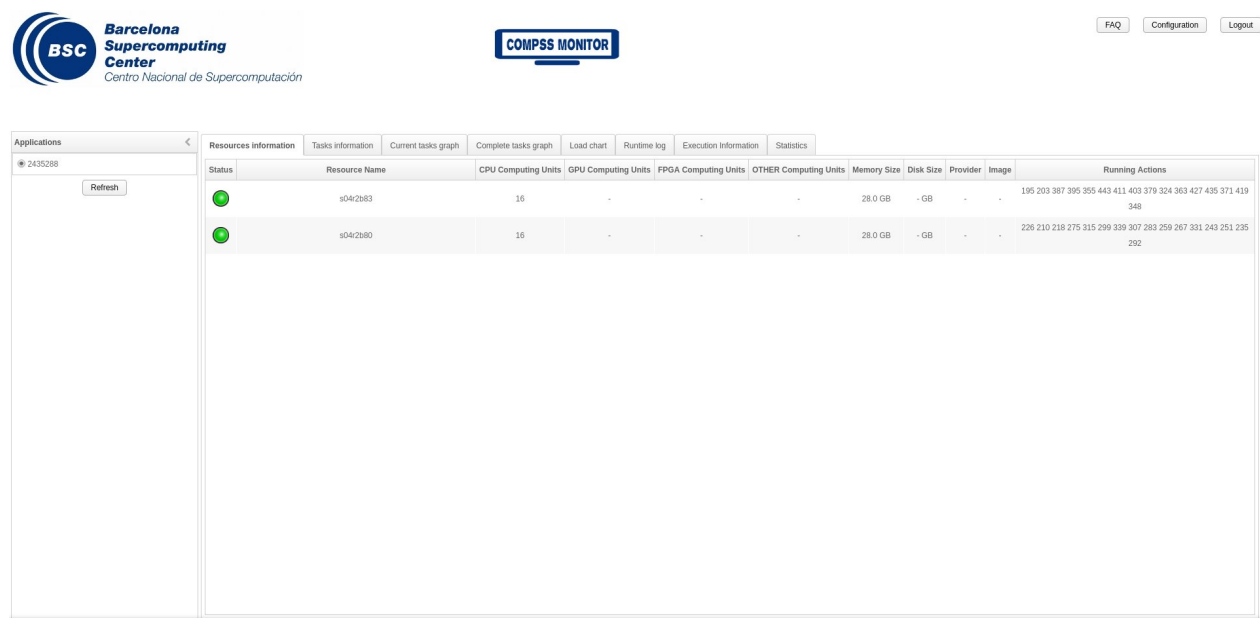 BSC
Barcelona
Supercomputing
Center
Centro Nacional de Supercomputación
COMPSS MONITOR
FAQ Configuration Logout
Applications
2435288
Refresh
Resources information Tasks information Current tasks graph Complete tasks graph Load chart Runtime log Execution Information Statistics
Status Resource Name CPU Computing Units GPU Computing Units FPGA Computing Units OTHER Computing Units Memory Size Disk Size Provider Image Running Actions
s04r2b83 16 - - - 28.0 GB - GB - - 195 203 387 395 355 443 411 403 379 324 363 427 435 371 419
348
s04r2b80 16 - - - 28.0 GB - GB - - 226 210 218 275 315 299 339 307 283 259 267 331 243 251 235
292